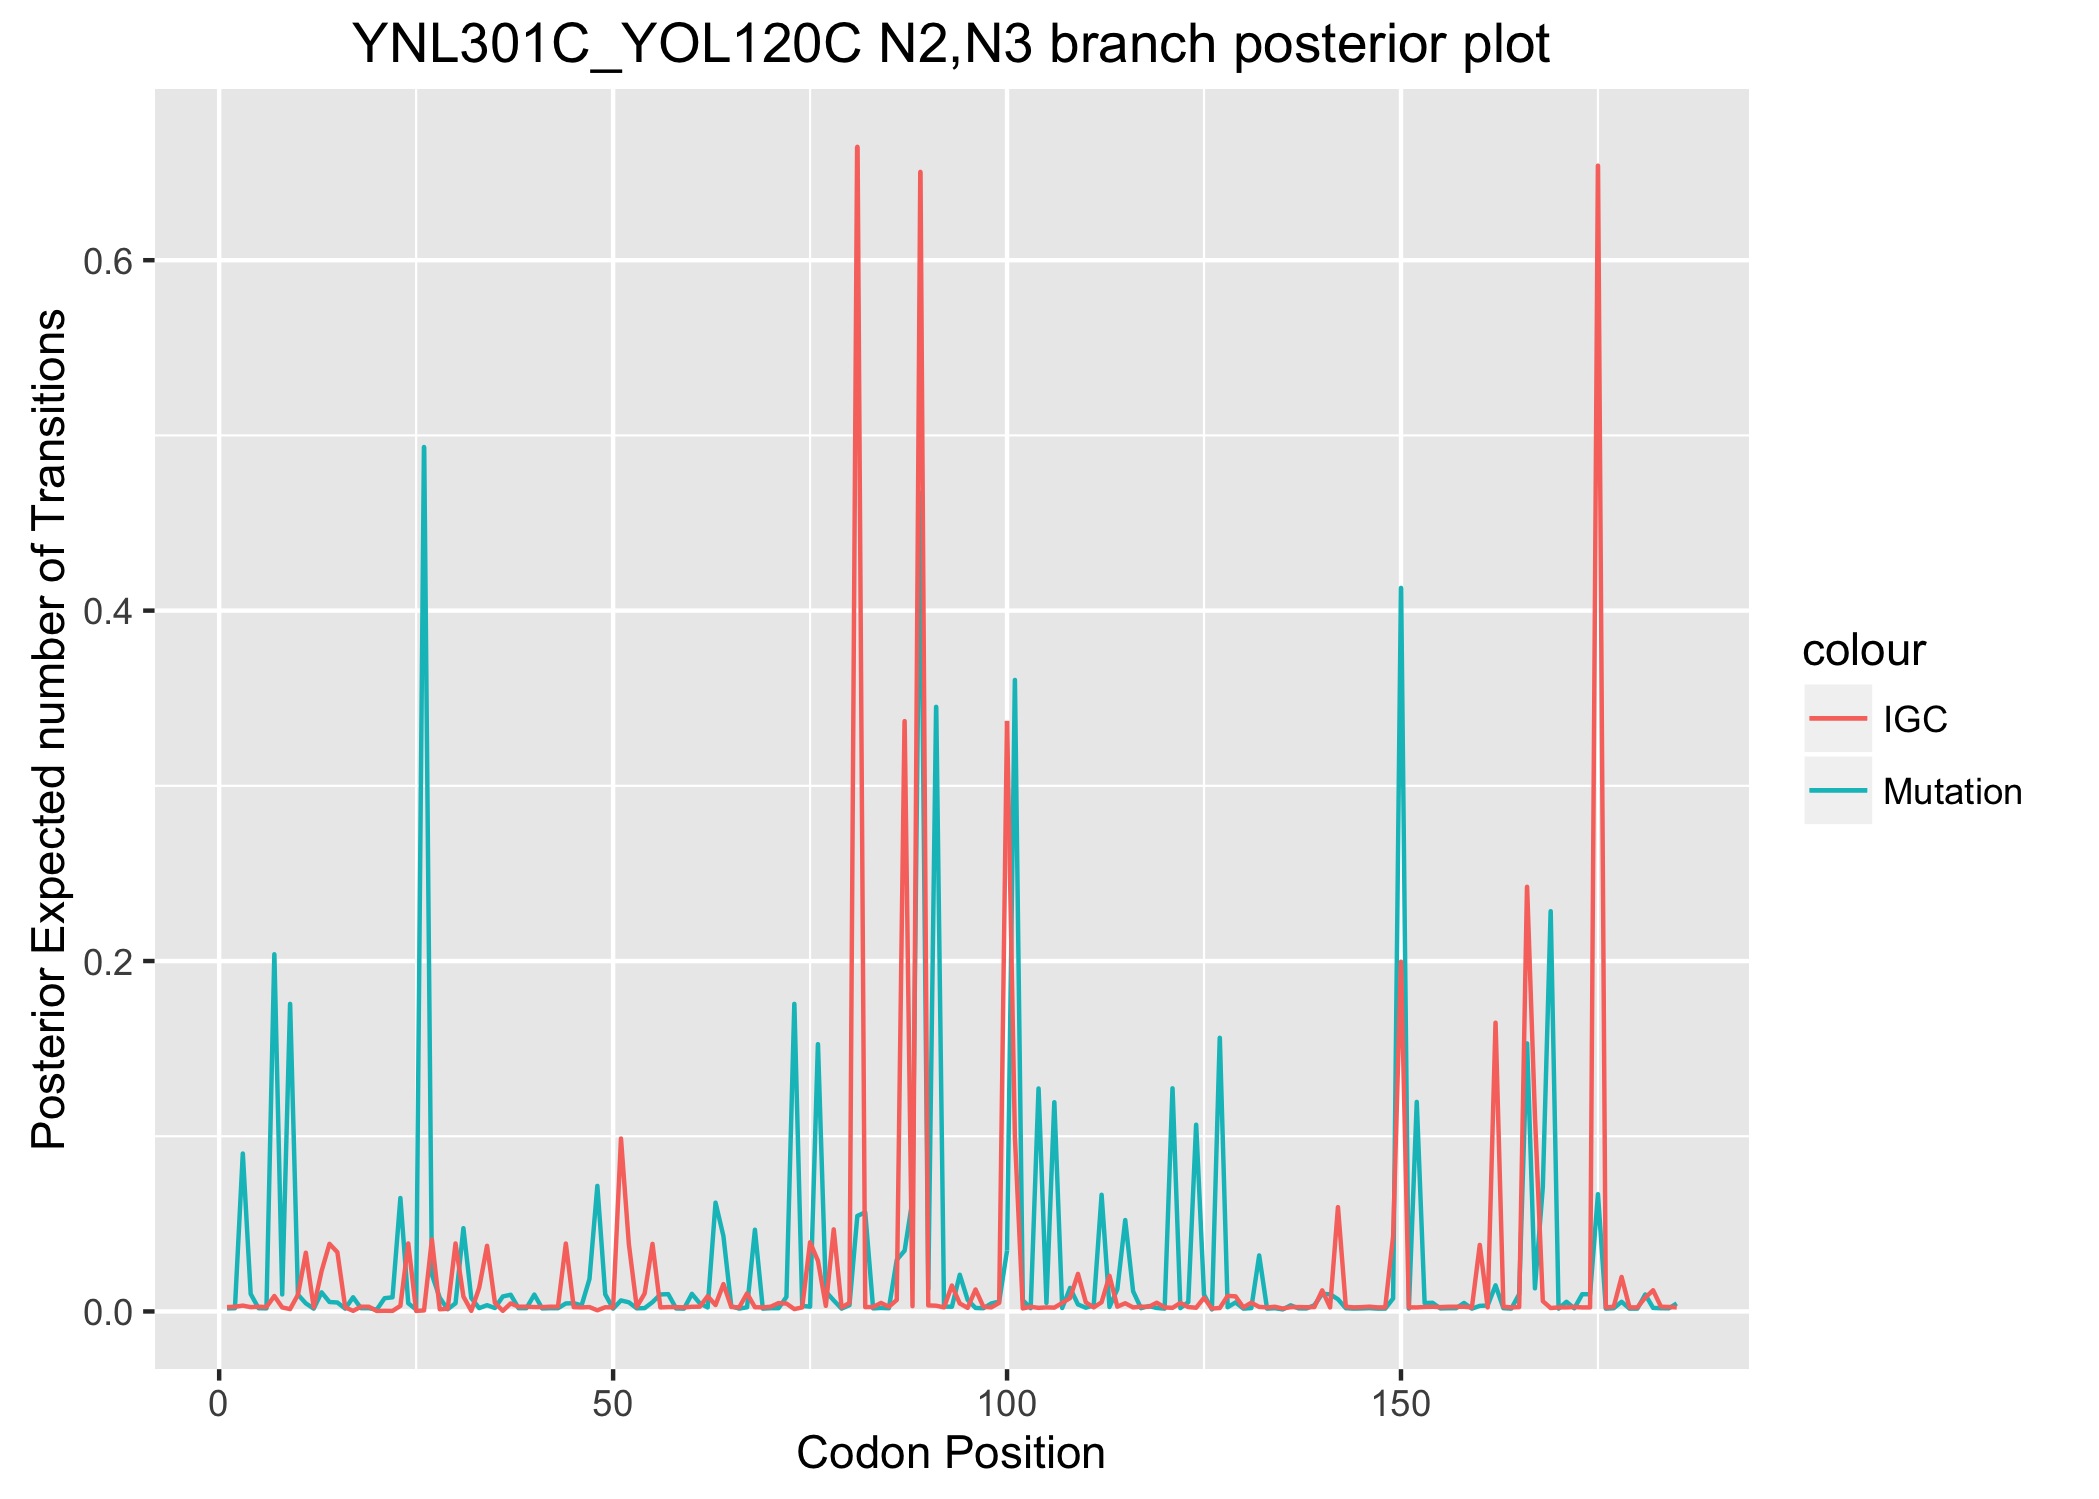 YNL301C_YOL120C N2,N3 branch posterior plot
Posterior Expected number of Transitions
0.6
0.4
0.2
0.0
0
50
100
150
Codon Position
colour
IGC
Mutation